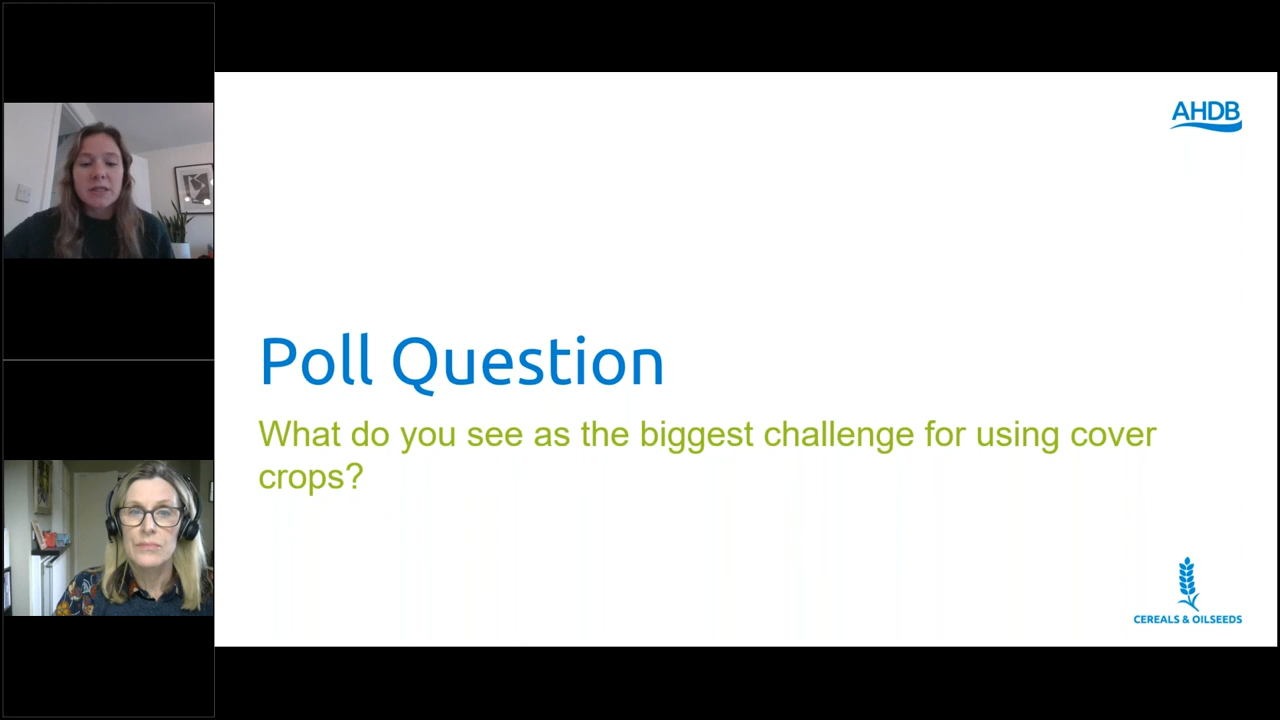 AHDB
Poll Question
What do you see as the biggest challenge for using cover
crops?
CEREALS & OILSEEDS